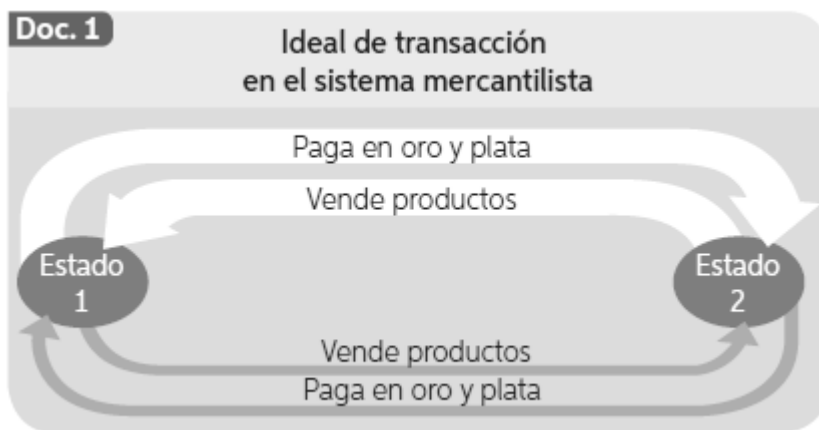 Doc. 1
Ideal de transacción
en el sistema mercantilista
Paga en oro y plata
Vende productos
Estado
1
Estado
2
Vende productos
Paga en oro y plata